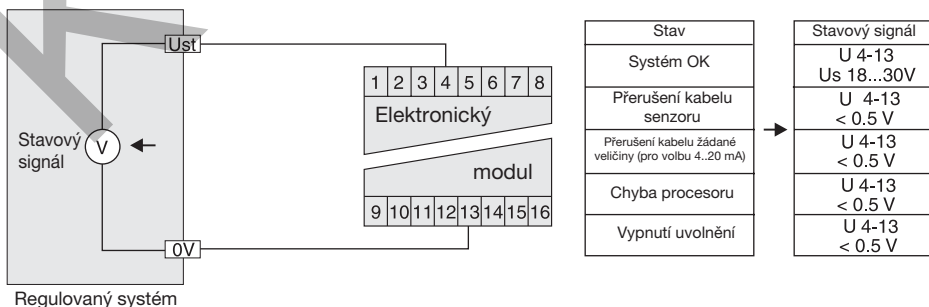 Ust
1 2 3 4 5 6 7 8
Elektronický
modul
9 10 11 12 13 14 15 16
Stavový
signál
V
0V
Regulovaný systém
Stav
Systém OK
Přerušení kabelu
senzoru
Přerušení kabelu žádané
veličiny (pro volbu 4..20 mA)
Chyba procesoru
Vypnutí uvolnění
Stavový signál
U 4-13
Us 18...30V
U 4-13
< 0.5 V
U 4-13
< 0.5 V
U 4-13
< 0.5 V
U 4-13
< 0.5 V